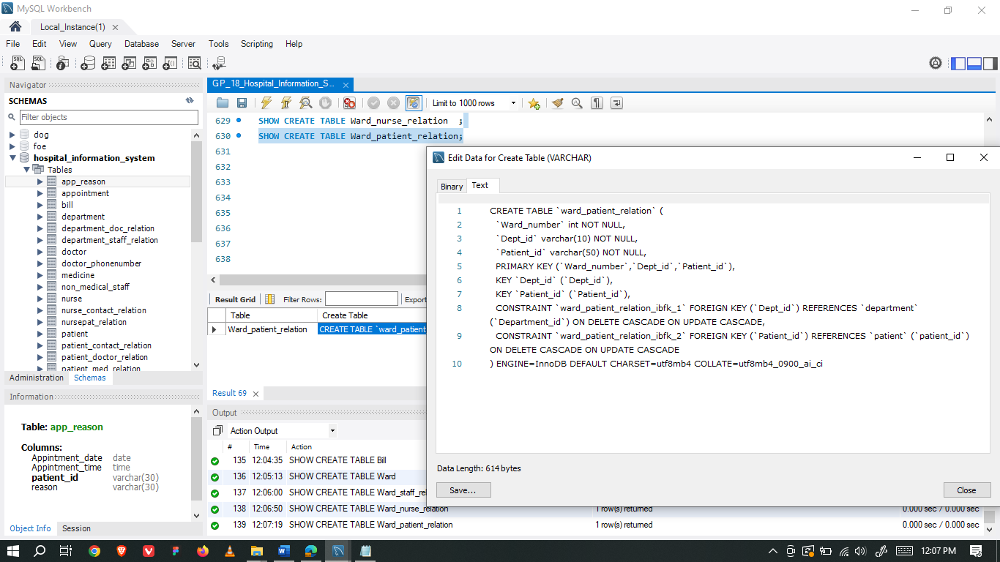 MySQL Workbench
Local_Instance(1)
File Edit View Query Database Server Tools Scripting Help
Navigator
SCHEMAS
Filter objects
dog
foe
hospital_information_system
Tables
app_reason
appointment
bill
department
department_doc_relation
department_staff_relation
doctor
doctor_phonenumber
medicine
non_medical_staff
nurse
nurse_contact_relation
nursepat_relation
patient
patient_contact_relation
patient_doctor_relation
patient_med_relation
Administration Schemas
Information
Table: app_reason
Columns:
Appintment_date date
Appintment_time time
patient_id varchar(30)
reason varchar(30)
Object Info Session
GP_18_Hospital_Information_S...
Limit to 1000 rows
629 SHOW CREATE TABLE Ward_nurse_relation ;
630 SHOW CREATE TABLE Ward_patient_relation;
631
632
633
634
635
636
637
638
Result Grid Filter Rows: Export
Table Create Table
Ward_patient_relation CREATE TABLE `ward_patient
Result 69
Output
Action Output
# Time Action
135 12:04:35 SHOW CREATE TABLE Bill
136 12:05:13 SHOW CREATE TABLE Ward
137 12:06:00 SHOW CREATE TABLE Ward_staff_rel
138 12:06:50 SHOW CREATE TABLE Ward_nurse_relation 1 row(s) returned 0.000 sec / 0.000 sec
139 12:07:19 SHOW CREATE TABLE Ward_patient_relation 1 row(s) returned 0.000 sec / 0.000 sec
Edit Data for Create Table (VARCHAR)
Binary Text
1 CREATE TABLE `ward_patient_relation` (
2 `Ward_number` int NOT NULL,
3 `Dept_id` varchar(10) NOT NULL,
4 `Patient_id` varchar(50) NOT NULL,
5 PRIMARY KEY (`Ward_number`,`Dept_id`,`Patient_id`),
6 KEY `Dept_id` (`Dept_id`),
7 KEY `Patient_id` (`Patient_id`),
8 CONSTRAINT `ward_patient_relation_ibfk_1` FOREIGN KEY (`Dept_id`) REFERENCES `department`
(`Department_id`) ON DELETE CASCADE ON UPDATE CASCADE,
9 CONSTRAINT `ward_patient_relation_ibfk_2` FOREIGN KEY (`Patient_id`) REFERENCES `patient` (`patient_id`)
ON DELETE CASCADE ON UPDATE CASCADE
10 ) ENGINE=InnoDB DEFAULT CHARSET=utf8mb4 COLLATE=utf8mb4_0900_ai_ci
Data Length: 614 bytes
Save... Close
12:07 PM